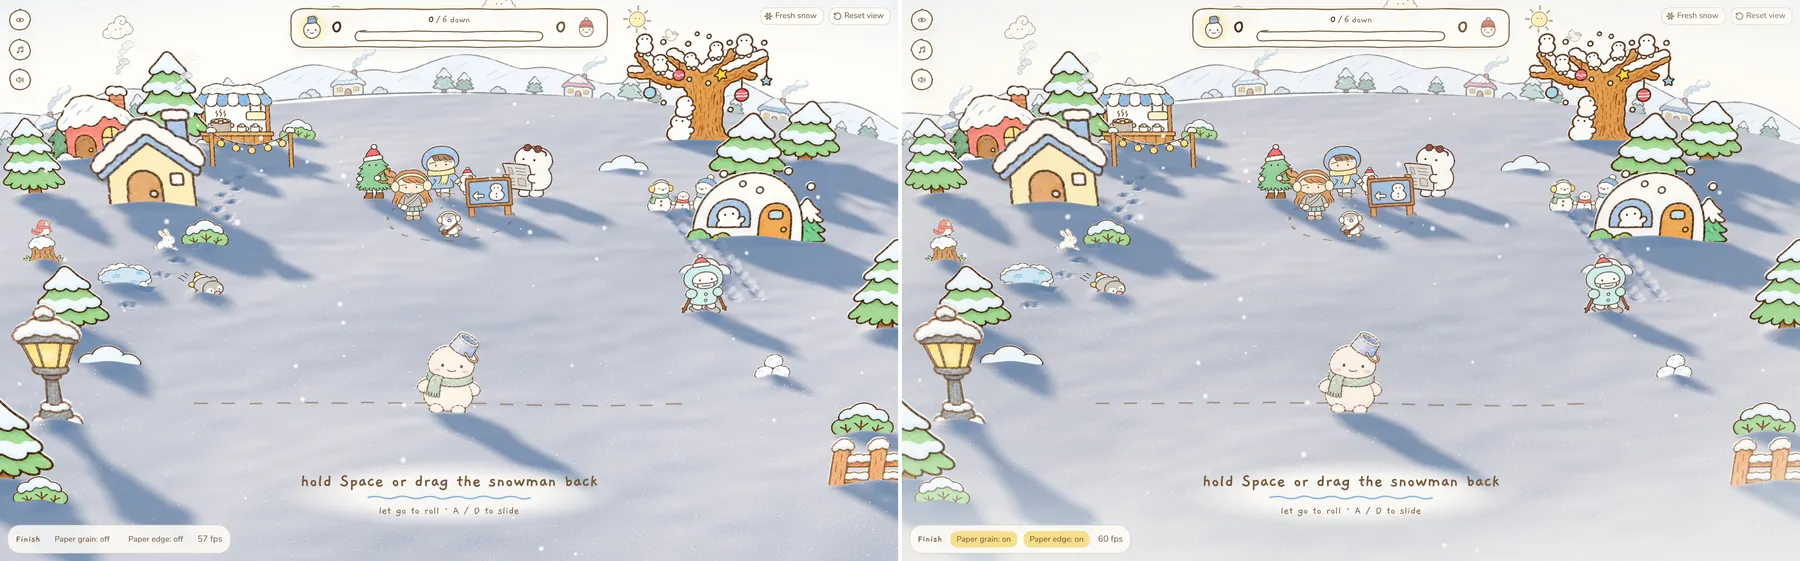 0
0 / 6 down
0
Fresh snow
Reset view
hold Space or drag the snowman back
let go to roll · A / D to slide
Finish
Paper grain: off
Paper edge: off
57 fps
0
0 / 6 down
0
Fresh snow
Reset view
hold Space or drag the snowman back
let go to roll · A / D to slide
Finish
Paper grain: on
Paper edge: on
60 fps